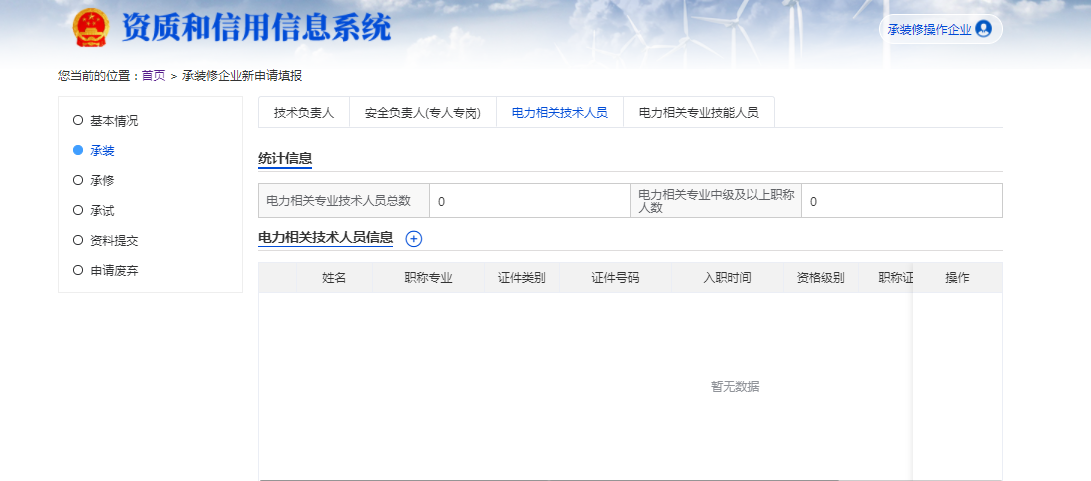 资质和信用信息系统
承装修操作企业
您当前的位置：首页 > 承装修企业新申请填报
基本情况
承装
承修
承试
资料提交
申请废弃
技术负责人 安全负责人(专人专岗) 电力相关技术人员 电力相关专业技能人员
统计信息
电力相关专业技术人员总数 0 电力相关专业中级及以上职称
人数 0
电力相关技术人员信息
姓名 职称专业 证件类别 证件号码 入职时间 资格级别 职称证 操作
暂无数据